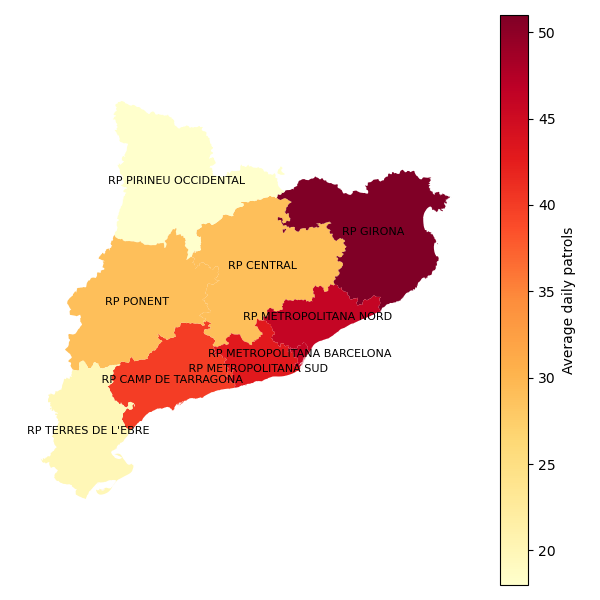 RP PIRINEU OCCIDENTAL
RP GIRONA
RP CENTRAL
RP PONENT
RP METROPOLITANA NORD
RP METROPOLITANA BARCELONA
RP METROPOLITANA SUD
RP CAMP DE TARRAGONA
RP TERRES DE L'EBRE
50
45
40
35
30
25
20
Average daily patrols